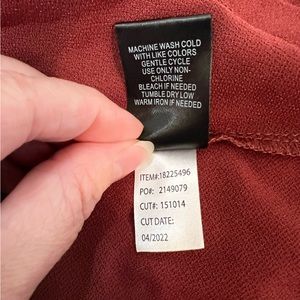 MACHINE WASH COLD
WITH LIKE COLORS
GENTLE CYCLE
USE ONLY NON-
CHLORINE
BLEACH IF NEEDED
TUMBLE DRY LOW
WARM IRON IF NEEDED
ITEM#:18225496
PO#: 2149079
CUT#: 151014
CUT DATE:
04/2022